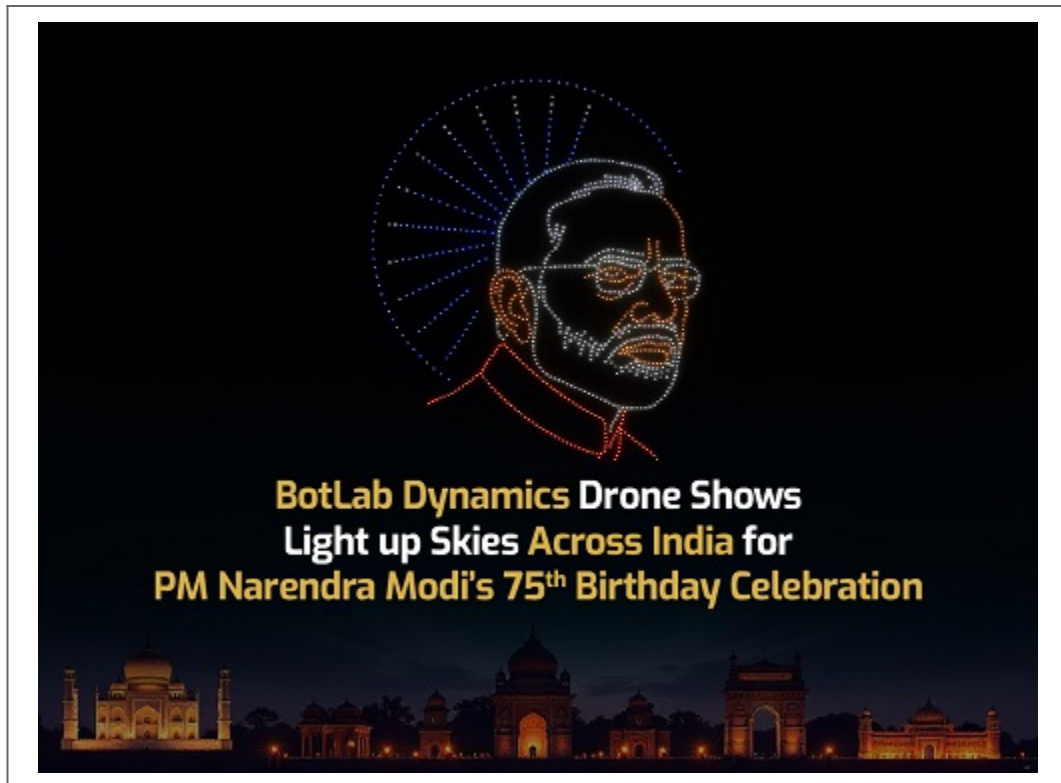 BotLab Dynamics Drone Shows
Light up Skies Across India for
PM Narendra Modi's 75th Birthday Celebration